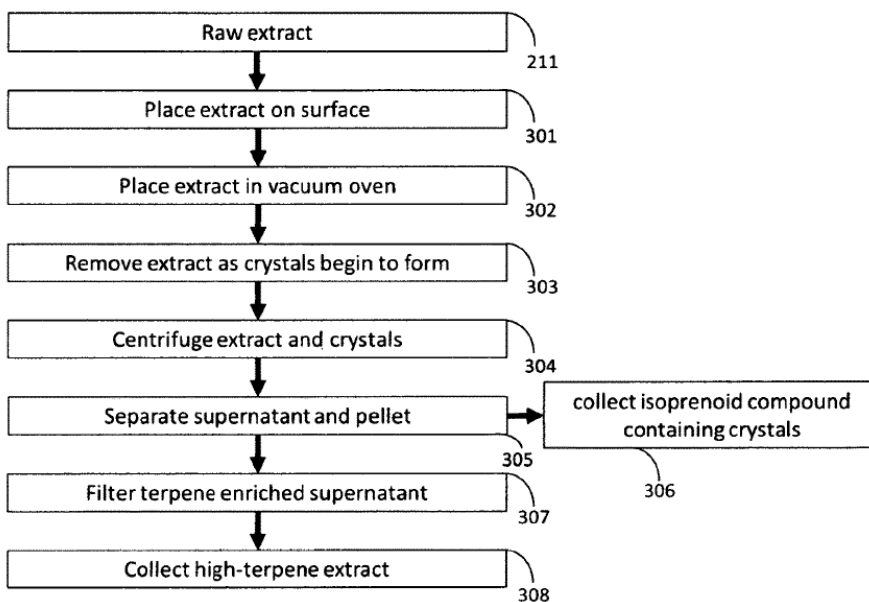 Raw extract
211
Place extract on surface
301
Place extract in vacuum oven
302
Remove extract as crystals begin to form
303
Centrifuge extract and crystals
304
Separate supernatant and pellet
305
collect isoprenoid compound
containing crystals
306
Filter terpene enriched supernatant
307
Collect high-terpene extract
308